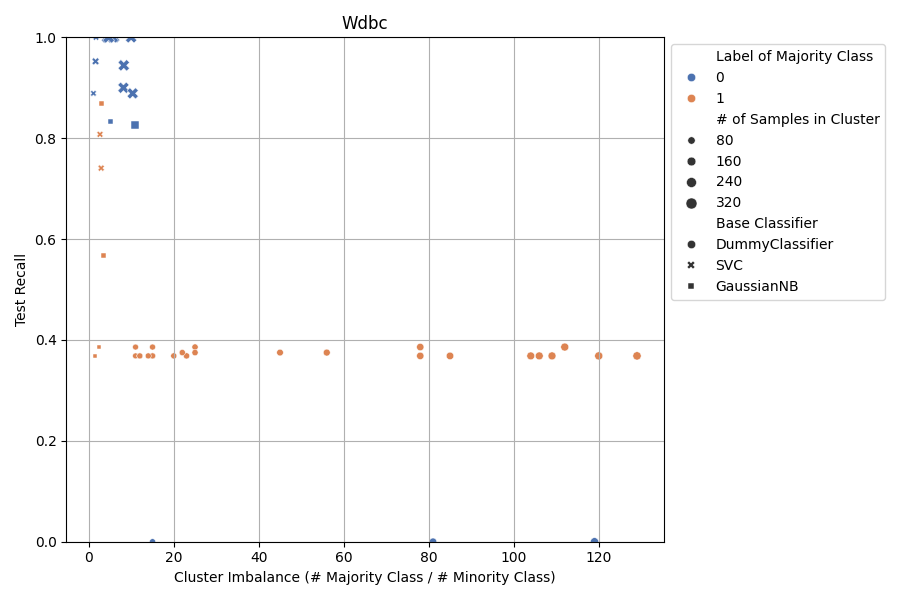 Wdbc
1.0
0.8
0.6
0.4
0.2
0.0
Test Recall
0 20 40 60 80 100 120
Cluster Imbalance (# Majority Class / # Minority Class)
Label of Majority Class
0
1
# of Samples in Cluster
80
160
240
320
Base Classifier
DummyClassifier
SVC
GaussianNB